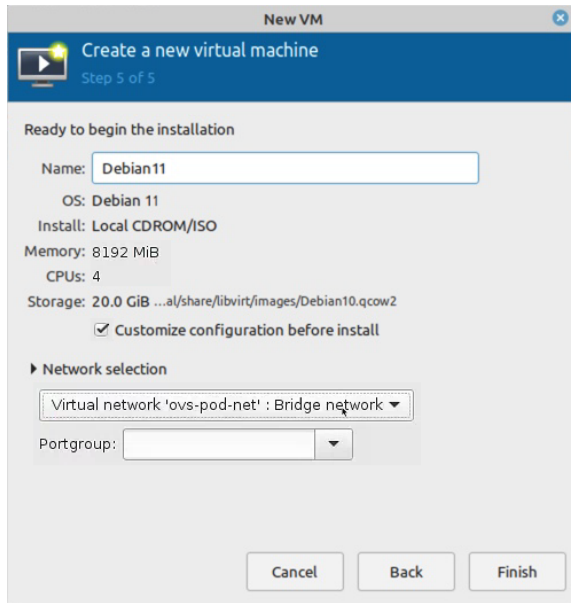 New VM
Create a new virtual machine
Step 5 of 5
Ready to begin the installation
Name: Debian11
OS: Debian 11
Install: Local CDROM/ISO
Memory: 8192 MiB
CPUs: 4
Storage: 20.0 GiB ...al/share/libvirt/images/Debian10.qcow2
Customize configuration before install
Network selection
Virtual network 'ovs-pod-net' : Bridge network
Portgroup:
Cancel Back Finish